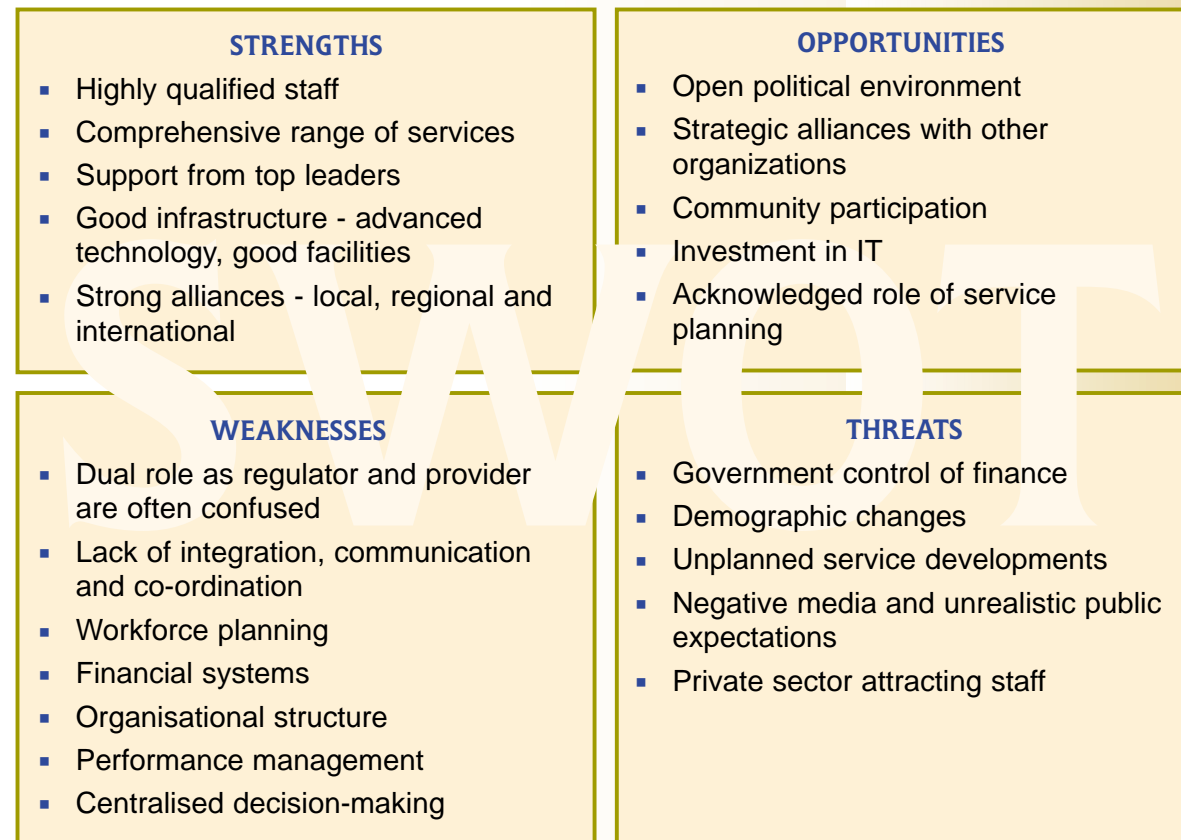 STRENGTHS
▪ Highly qualified staff
▪ Comprehensive range of services
▪ Support from top leaders
▪ Good infrastructure - advanced
technology, good facilities
▪ Strong alliances - local, regional and
international
OPPORTUNITIES
▪ Open political environment
▪ Strategic alliances with other
organizations
▪ Community participation
▪ Investment in IT
▪ Acknowledged role of service
planning
WEAKNESSES
▪ Dual role as regulator and provider
are often confused
▪ Lack of integration, communication
and co-ordination
▪ Workforce planning
▪ Financial systems
▪ Organisational structure
▪ Performance management
▪ Centralised decision-making
THREATS
▪ Government control of finance
▪ Demographic changes
▪ Unplanned service developments
▪ Negative media and unrealistic public
expectations
▪ Private sector attracting staff
SWOT